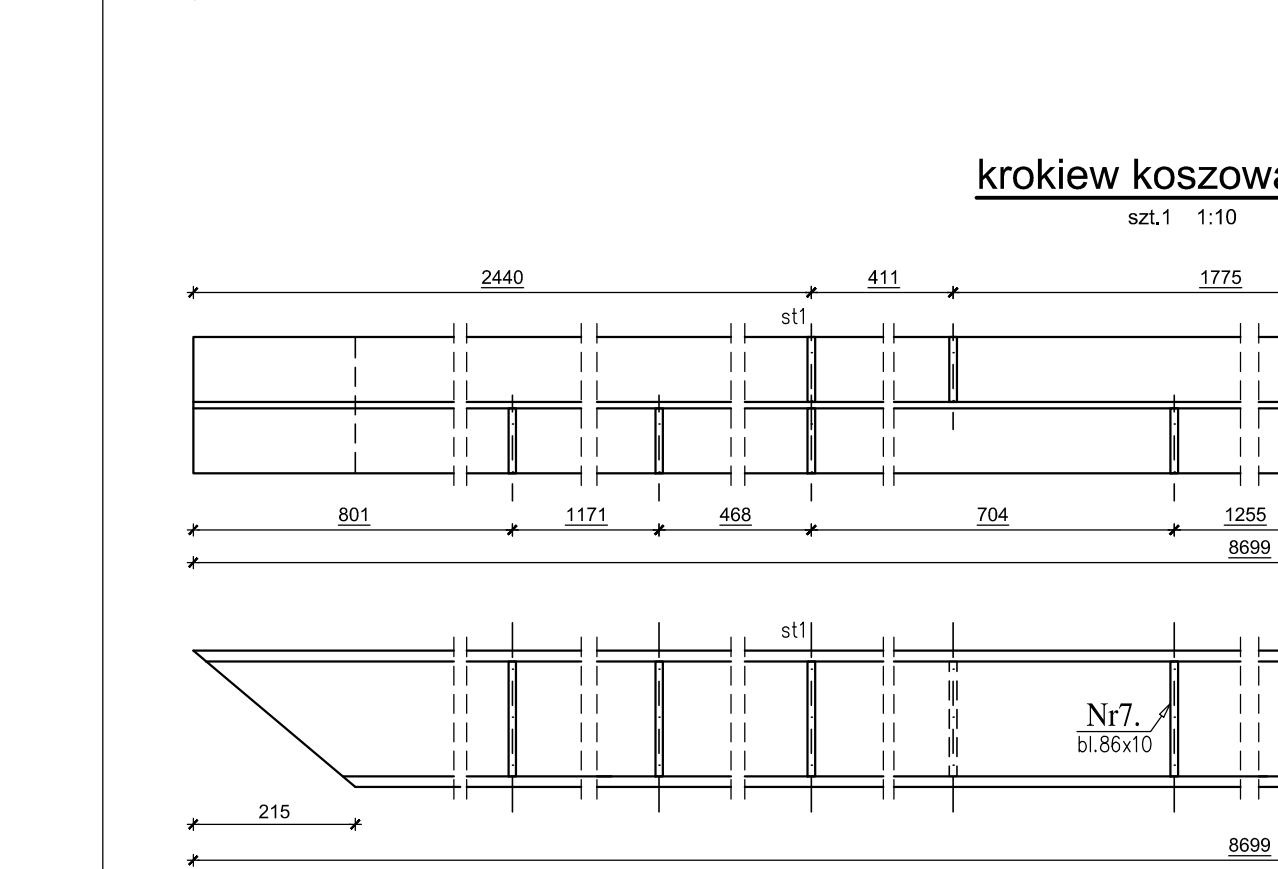 krokiew koszowa
szt.1 1:10
2440 411 1775
st1
801 1171 468 704 1255
8699
st1
Nr7.
bl.86x10
215
8699